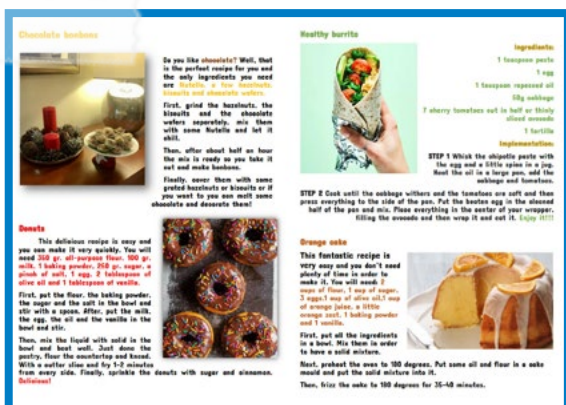 Chocolate bonbons
Do you like chocolate? Well, that
is the perfect recipe for you and
the only ingredients you need
are Nutella, a few hazelnuts,
biscuits and chocolate wafers.
First, grind the hazelnuts, the
biscuits and the chocolate
wafers separately, mix them
with some Nutella and let it
chill.
Then, after about half an hour
the mix is ready so you take it
out and make bonbons.
Finally, cover them with some
grated hazelnuts or biscuits or if
you want to you can melt some
chocolate and decorate them!
Donuts
This delicious recipe is easy and
you can make it very quickly. You will
need 350 gr. all-purpose flour, 100 gr.
milk, 1 baking powder, 250 gr. sugar, a
pinch of salt, 1 egg, 2 tablespoon of
olive oil and 1 tablespoon of vanilla.
First, put the flour, the baking powder,
the sugar and the salt in the bowl and
stir with a spoon. After, put the milk,
the egg, the oil and the vanilla in the
bowl and stir.
Then, mix the liquid with solid in the
bowl and beat well. Just done the
pastry, flour the countertop and knead.
With a cutter slice and fry 1-2 minutes
from every side. Finally, sprinkle the donuts with sugar and cinnamon.
Delicious!
Healthy burrito
Ingredients:
1 teaspoon paste
1 egg
1 teaspoon rapeseed oil
50g cabbage
7 cherry tomatoes cut in half or thinly
sliced avocado
1 tortilla
Implementation:
STEP 1 Whisk the chipotle paste with
the egg and a little spins in a jug.
Heat the oil in a large pan, add the
cabbage and tomatoes.
STEP 2 Cook until the cabbage withers and the tomatoes are soft and then
press everything to the side of the pan. Put the beaten egg in the cleaned
half of the pan and mix. Place everything in the center of your wrapper,
filling the avocado and then wrap it and cut it. Enjoy it!!!
Orange cake
This fantastic recipe is
very easy and you don't need
plenty of time in order to
make it. You will need: 2
cups of flour, 1 cup of sugar,
3 eggs,1 cup of olive oil,1 cup
of orange juice, a little
orange zest, 1 baking powder
and 1 vanilla.
First, put all the ingredients
in a bowl. Mix them in order
to have a solid mixture.
Next, preheat the oven to 180 degrees. Put some oil and flour in a cake
mould and put the solid mixture into it.
Then, frizz the cake to 180 degrees for 35-40 minutes.